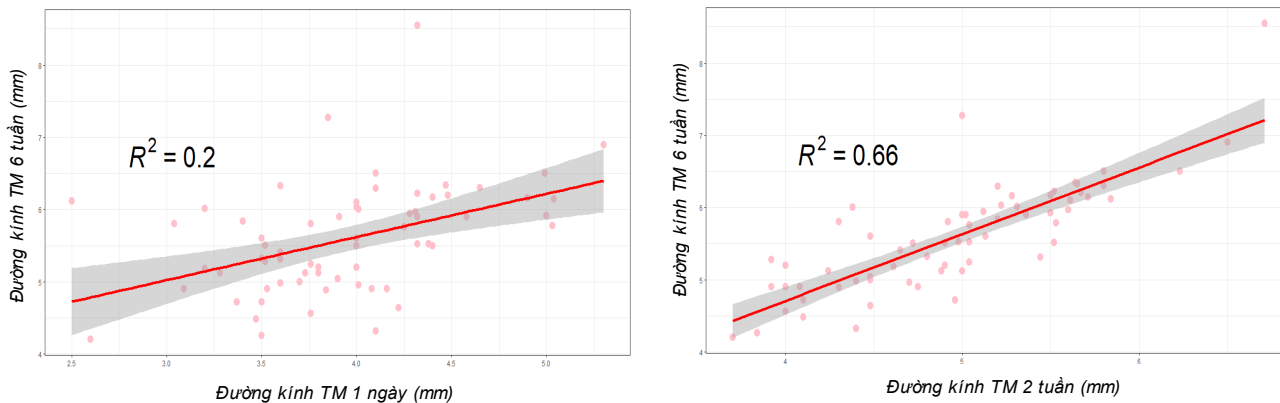 Đường kính TM 6 tuần (mm)
8
7
6
5
4
R² = 0.2
2.5 3.0 3.5 4.0 4.5 5.0
Đường kính TM 1 ngày (mm)
Đường kính TM 6 tuần (mm)
8
7
6
5
4
R² = 0.66
4 5 6
Đường kính TM 2 tuần (mm)